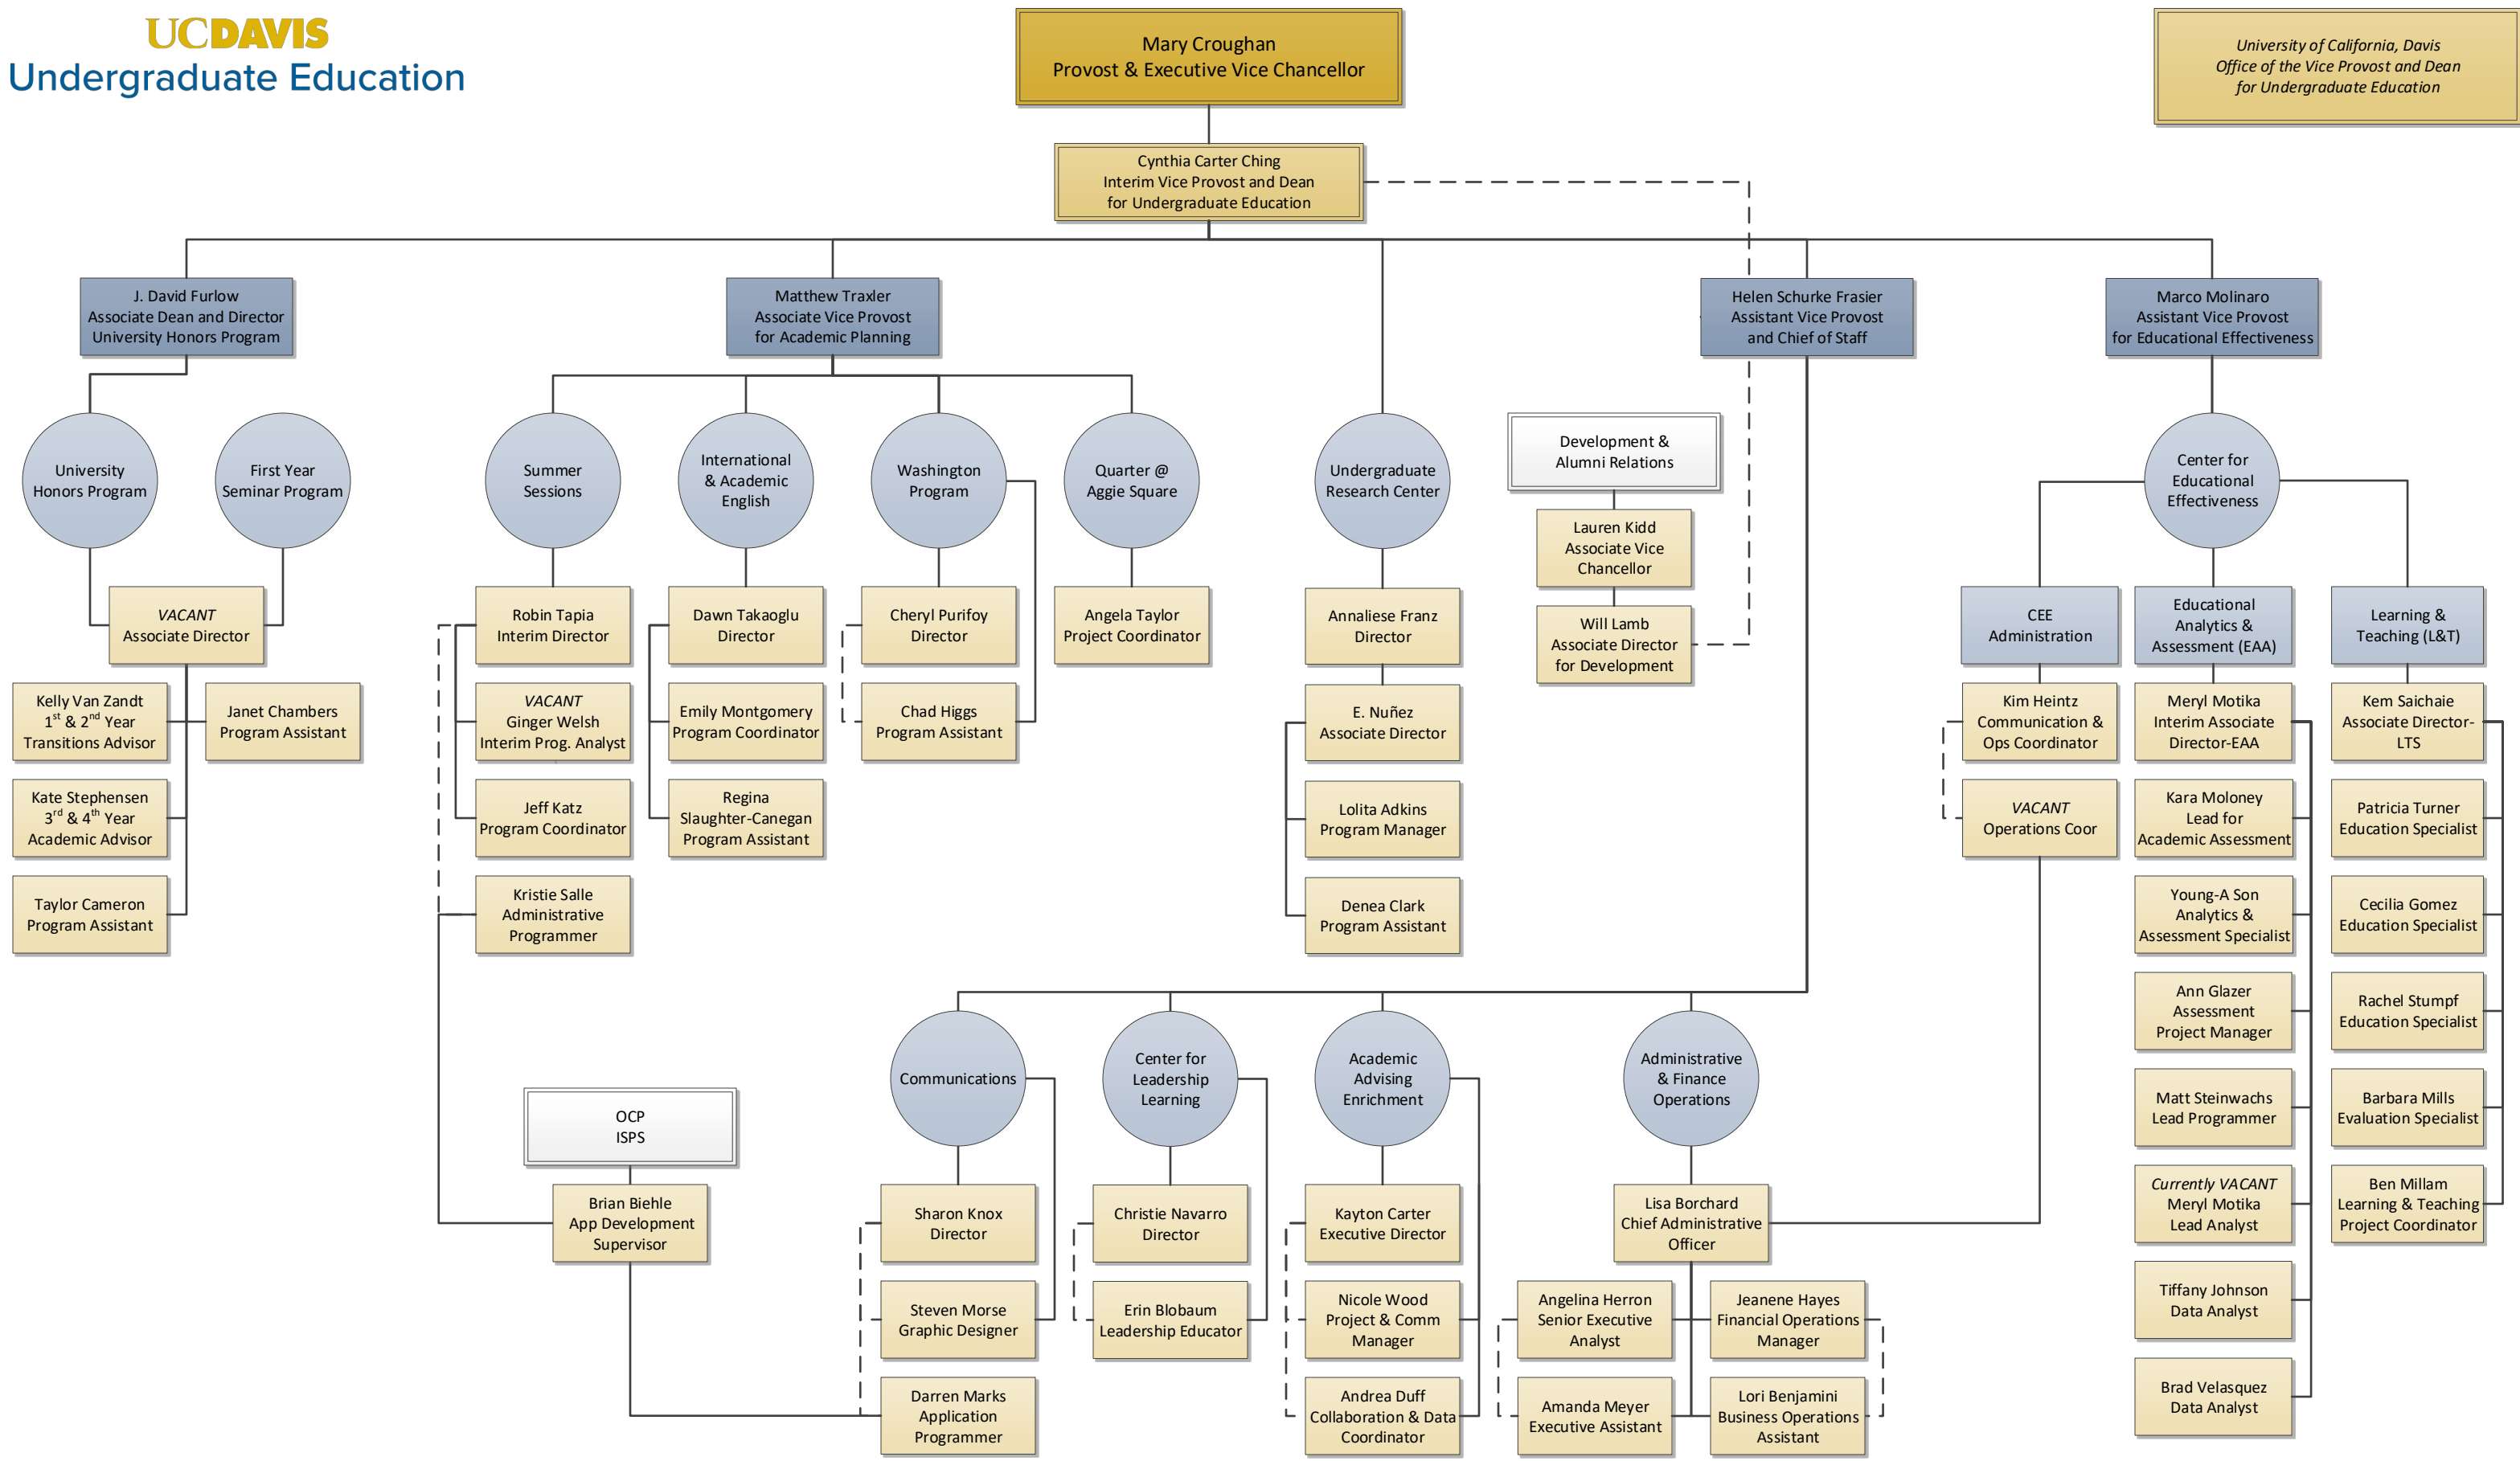 UCDAVIS
Undergraduate Education
Mary Croughan
Provost & Executive Vice Chancellor
University of California, Davis
Office of the Vice Provost and Dean
for Undergraduate Education
Cynthia Carter Ching
Interim Vice Provost and Dean
for Undergraduate Education
J. David Furlow
Associate Dean and Director
University Honors Program
Matthew Traxler
Associate Vice Provost
for Academic Planning
Helen Schurke Frasier
Assistant Vice Provost
and Chief of Staff
Marco Molinaro
Assistant Vice Provost
for Educational Effectiveness
University
Honors Program
First Year
Seminar Program
Summer
Sessions
International
& Academic
English
Washington
Program
Quarter @
Aggie Square
Undergraduate
Research Center
Development &
Alumni Relations
Center for
Educational
Effectiveness
Lauren Kidd
Associate Vice
Chancellor
Will Lamb
Associate Director
for Development
VACANT
Associate Director
Kelly Van Zandt
1st & 2nd Year
Transitions Advisor
Janet Chambers
Program Assistant
Kate Stephensen
3rd & 4th Year
Academic Advisor
Taylor Cameron
Program Assistant
Robin Tapia
Interim Director
VACANT
Ginger Welsh
Interim Prog. Analyst
Jeff Katz
Program Coordinator
Kristie Salle
Administrative
Programmer
Dawn Takaoglu
Director
Emily Montgomery
Program Coordinator
Regina
Slaughter-Canegan
Program Assistant
Cheryl Purifoy
Director
Chad Higgs
Program Assistant
Angela Taylor
Project Coordinator
Annaliese Franz
Director
E. Nuñez
Associate Director
Lolita Adkins
Program Manager
Denea Clark
Program Assistant
CEE
Administration
Kim Heintz
Communication &
Ops Coordinator
VACANT
Operations Coor
Educational
Analytics &
Assessment (EAA)
Meryl Motika
Interim Associate
Director-EAA
Kara Moloney
Lead for
Academic Assessment
Young-A Son
Analytics &
Assessment Specialist
Ann Glazer
Assessment
Project Manager
Matt Steinwachs
Lead Programmer
Currently VACANT
Meryl Motika
Lead Analyst
Tiffany Johnson
Data Analyst
Brad Velasquez
Data Analyst
Learning &
Teaching (L&T)
Kem Saichaie
Associate Director-
LTS
Patricia Turner
Education Specialist
Cecilia Gomez
Education Specialist
Rachel Stumpf
Education Specialist
Barbara Mills
Evaluation Specialist
Ben Millam
Learning & Teaching
Project Coordinator
OCP
ISPS
Brian Biehle
App Development
Supervisor
Communications
Sharon Knox
Director
Steven Morse
Graphic Designer
Darren Marks
Application
Programmer
Center for
Leadership
Learning
Christie Navarro
Director
Erin Blobaum
Leadership Educator
Academic
Advising
Enrichment
Kayton Carter
Executive Director
Nicole Wood
Project & Comm
Manager
Andrea Duff
Collaboration & Data
Coordinator
Administrative
& Finance
Operations
Lisa Borchard
Chief Administrative
Officer
Angelina Herron
Senior Executive
Analyst
Jeanene Hayes
Financial Operations
Manager
Amanda Meyer
Executive Assistant
Lori Benjamini
Business Operations
Assistant